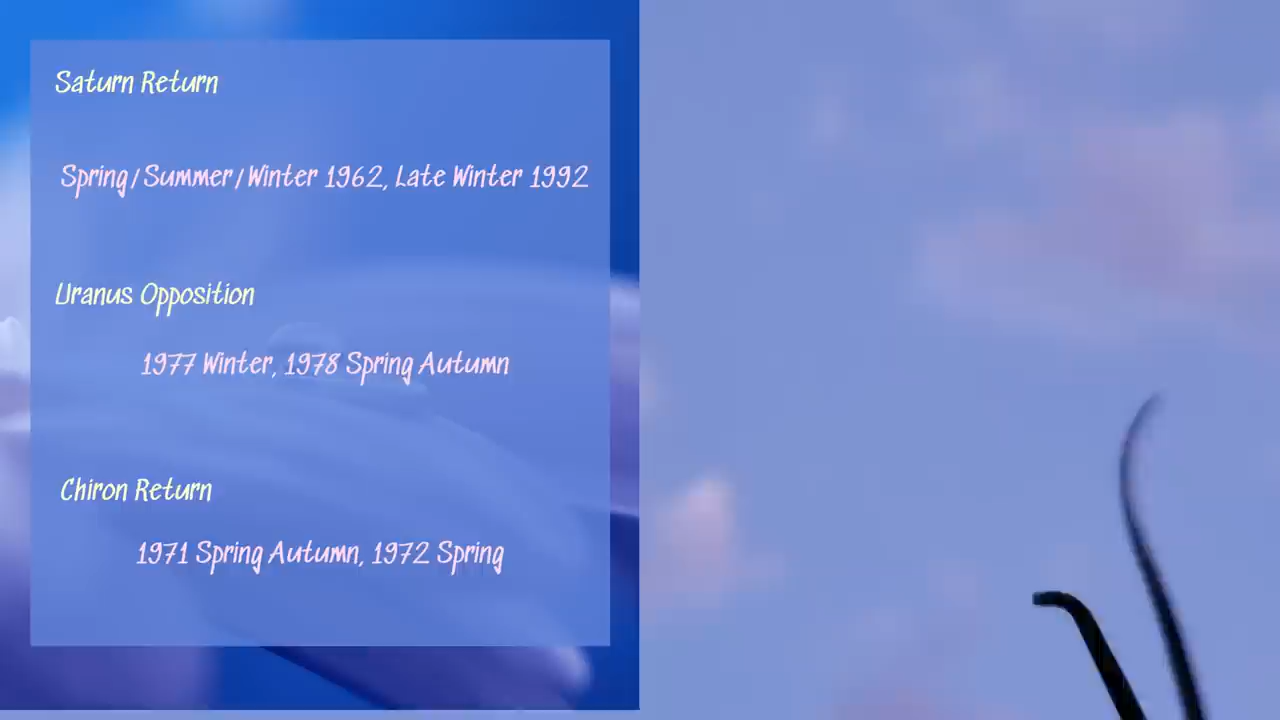 Saturn Return
Spring/Summer/Winter 1962, Late Winter 1992
Uranus Opposition
1977 Winter, 1978 Spring Autumn
Chiron Return
1971 Spring Autumn, 1972 Spring